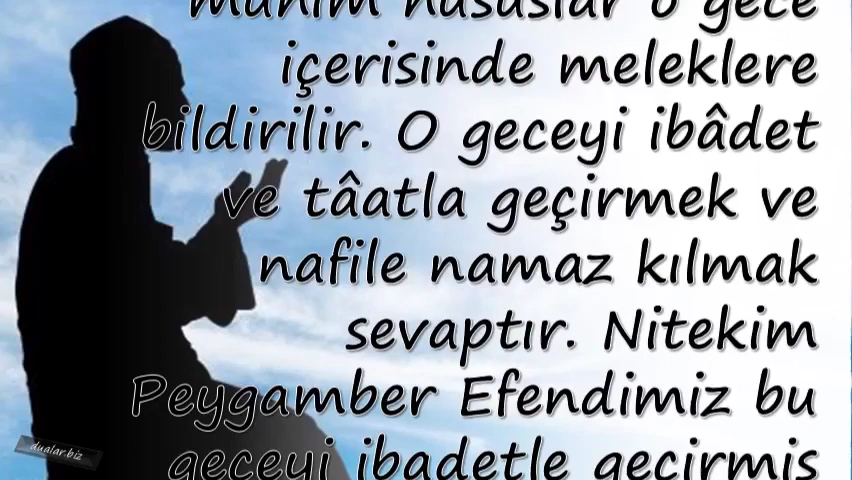 mühim hususlar o gece
içerisinde meleklere
bildirilir. O geceyi ibâdet
ve tâatla geçirmek ve
nafile namaz kılmak
sevaptır. Nitekim
Peygamber Efendimiz bu
geceyi ibadetle geçirmiş
dualar.biz